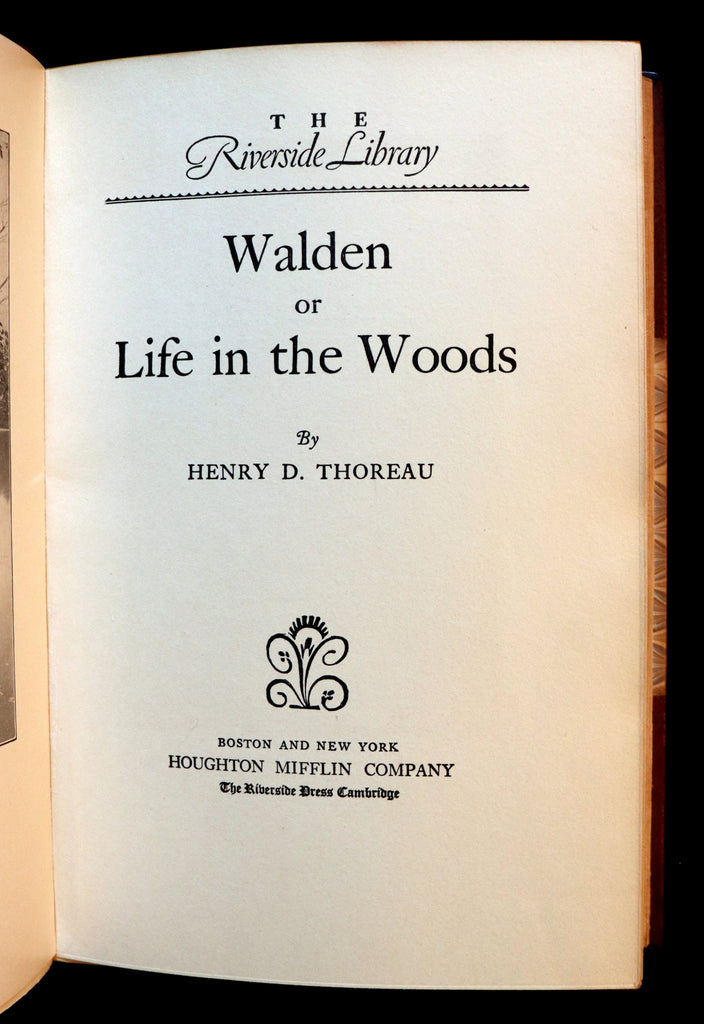 THE
Riverside Library
Walden
or
Life in the Woods
By
HENRY D. THOREAU
BOSTON AND NEW YORK
HOUGHTON MIFFLIN COMPANY
The Riverside Press Cambridge